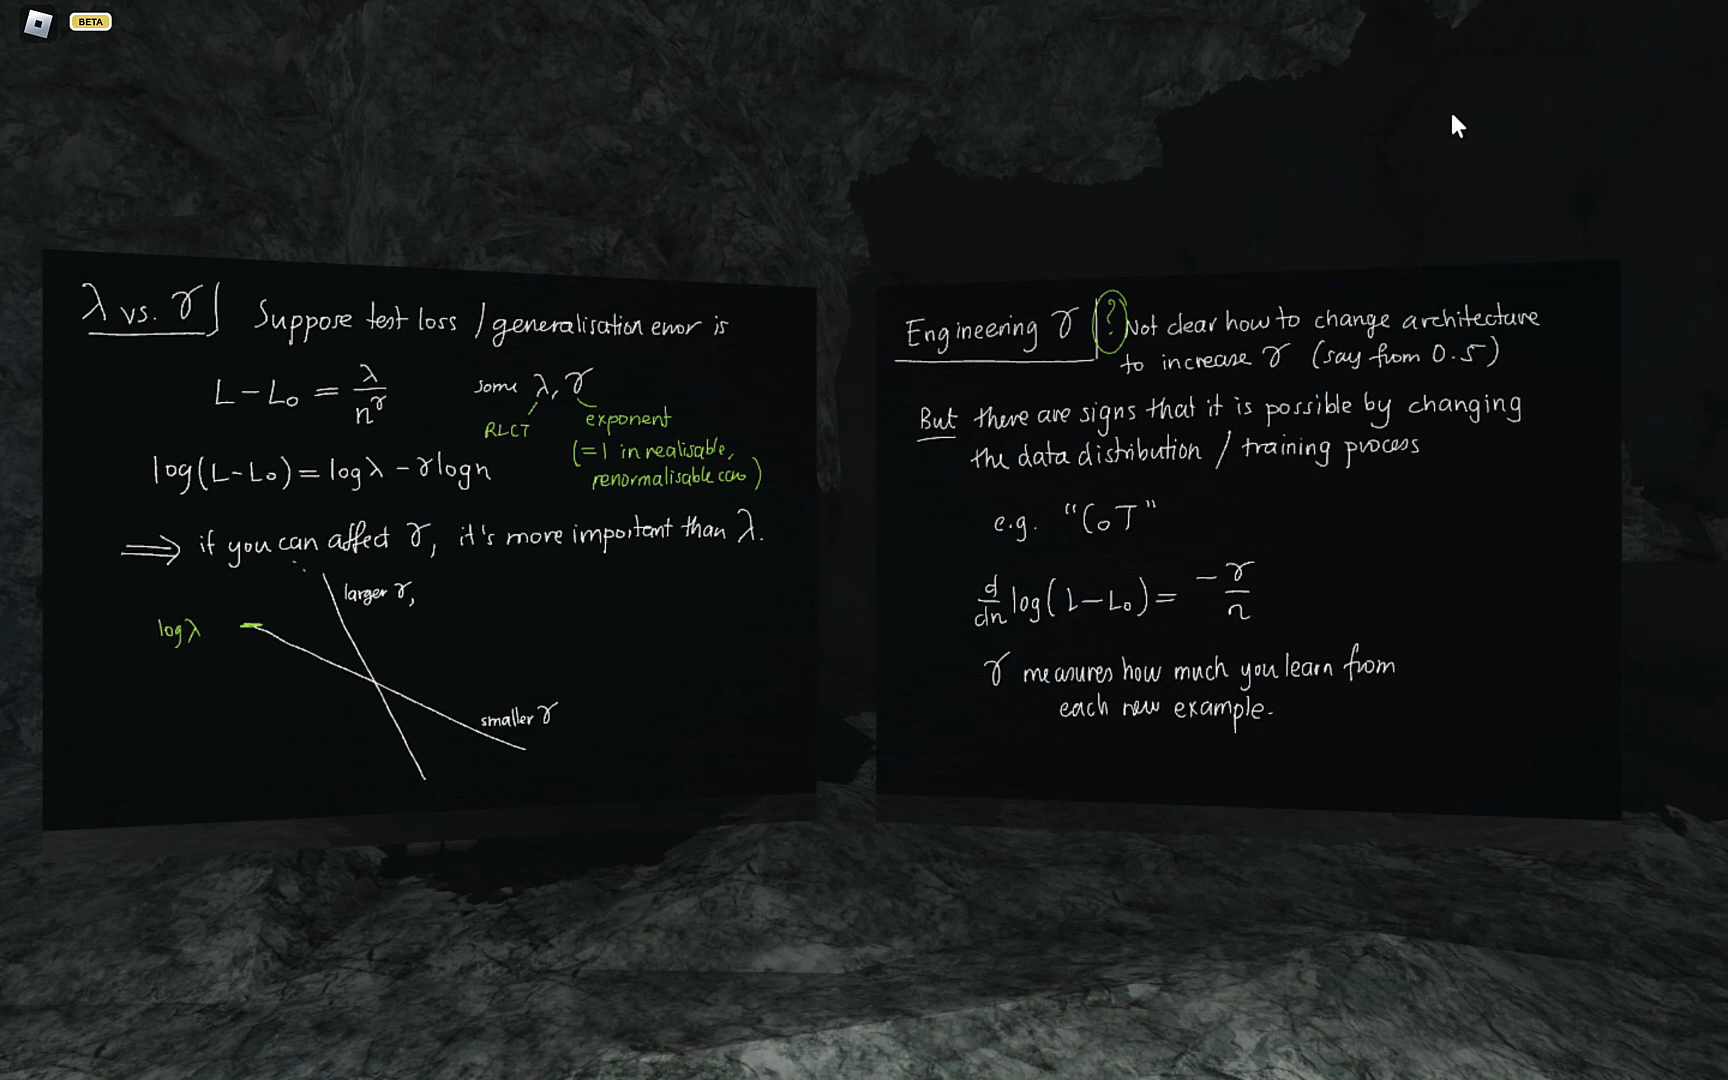 BETA
λ vs. γ
Suppose test loss / generalisation error is
L - L₀ = λ / n^γ
some λ, γ
RLCT
exponent
(= 1 in realisable,
renormalisable case)
log(L - L₀) = log λ - γ log n
⟹ if you can affect γ, it's more important than λ.
larger γ,
log λ
smaller γ
Engineering γ ? Not clear how to change architecture
to increase γ (say from 0.5)
But there are signs that it is possible by changing
the data distribution / training process
e.g. "CoT"
d/dn log(L - L₀) = -γ/n
γ measures how much you learn from
each new example.